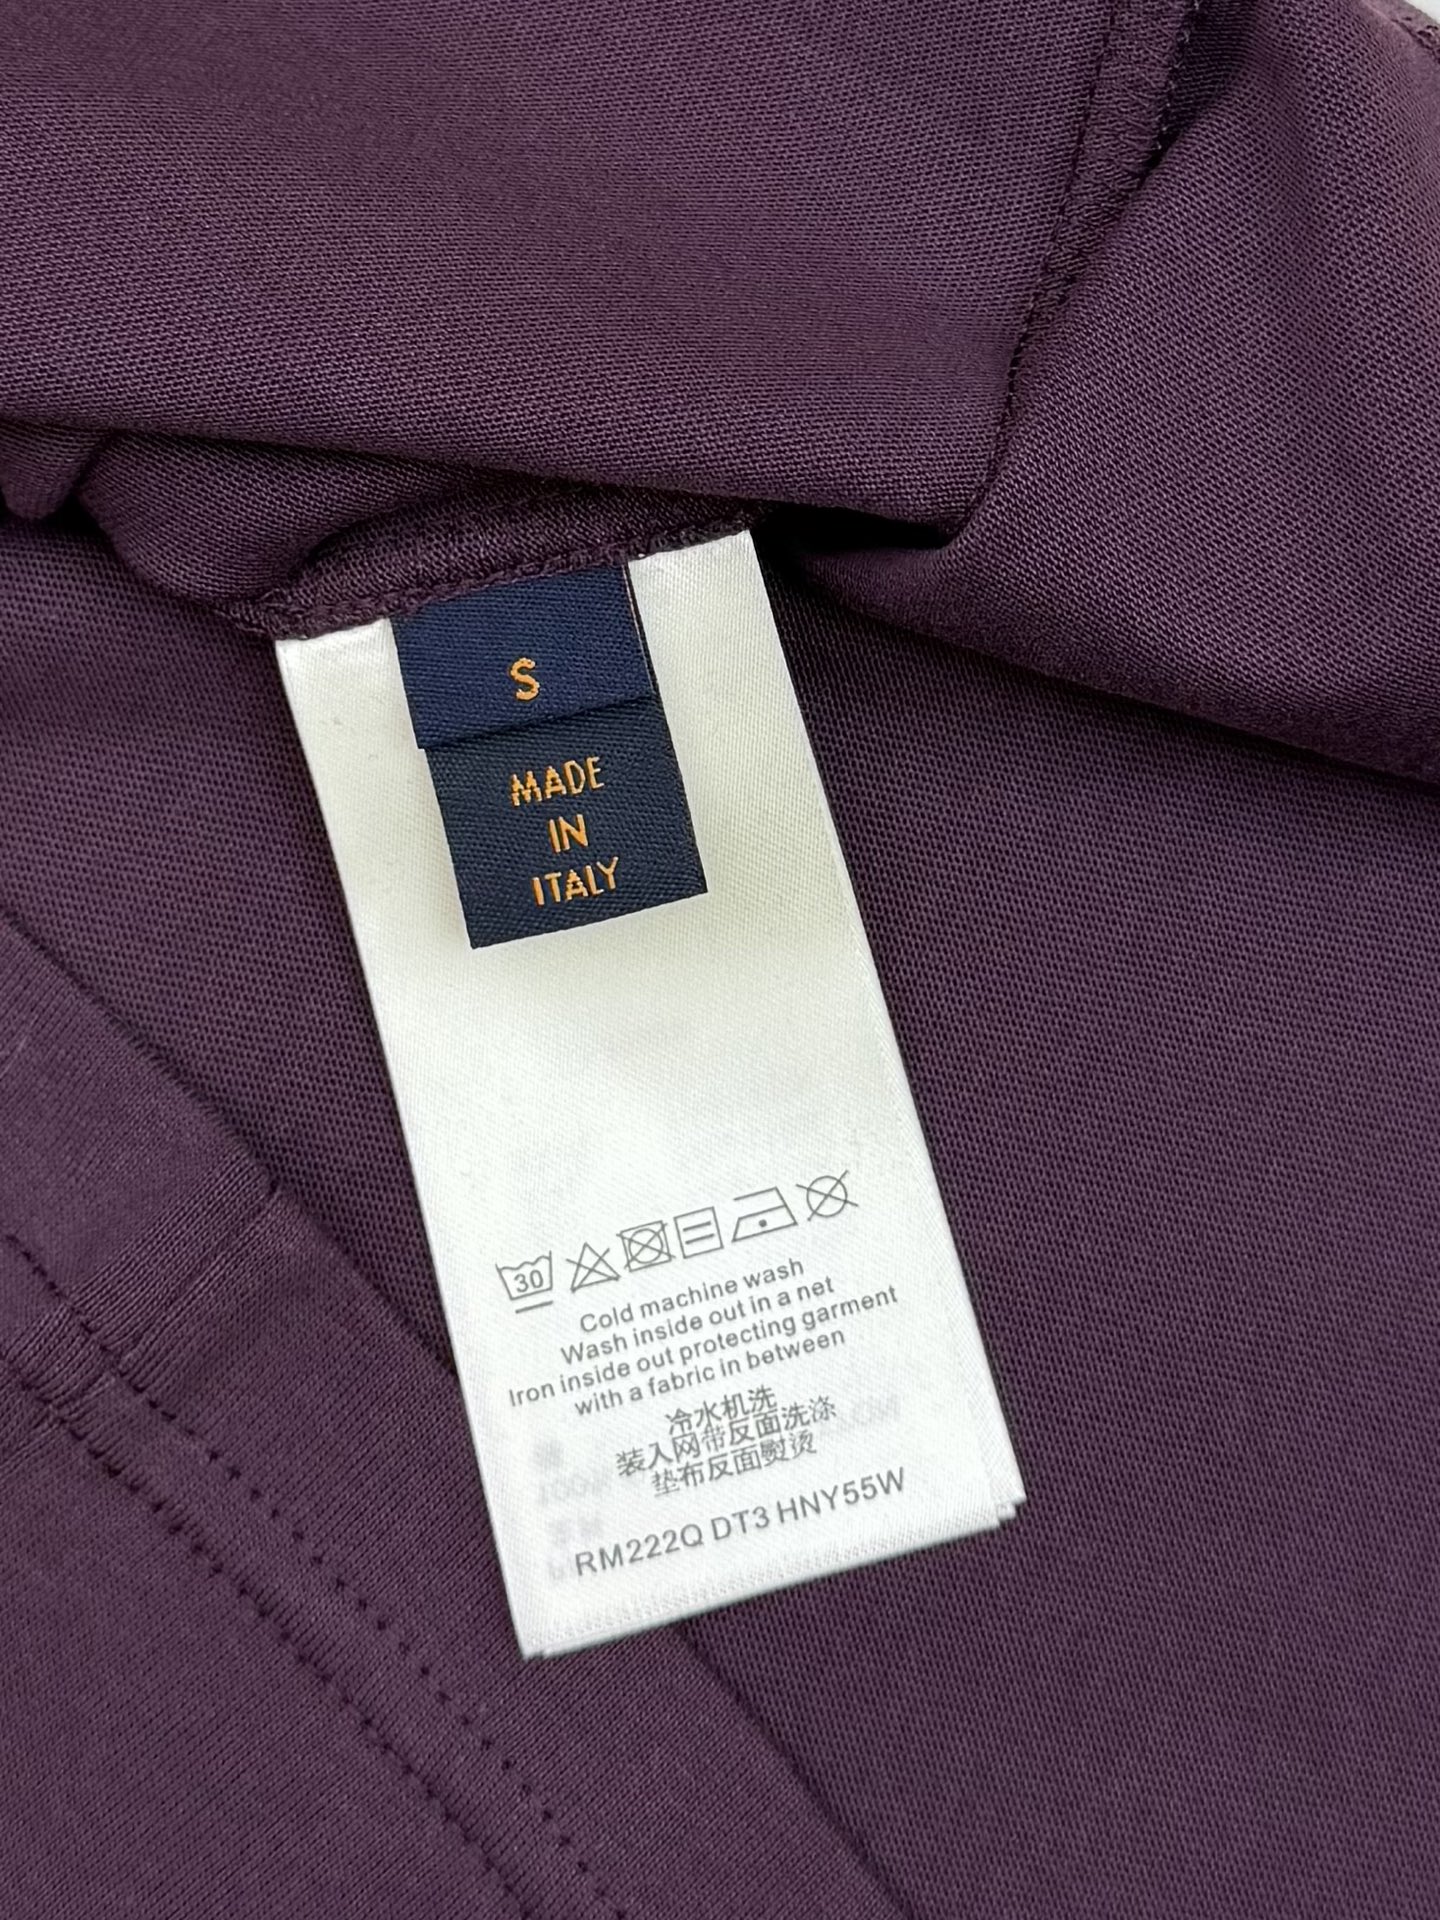 S
MADE
IN
ITALY
30
Cold machine wash
Wash inside out in a net
Iron inside out protecting garment
with a fabric in between
冷水机洗
装入网带反面洗涤
垫布反面熨烫
RM222Q DT3 HNY55W